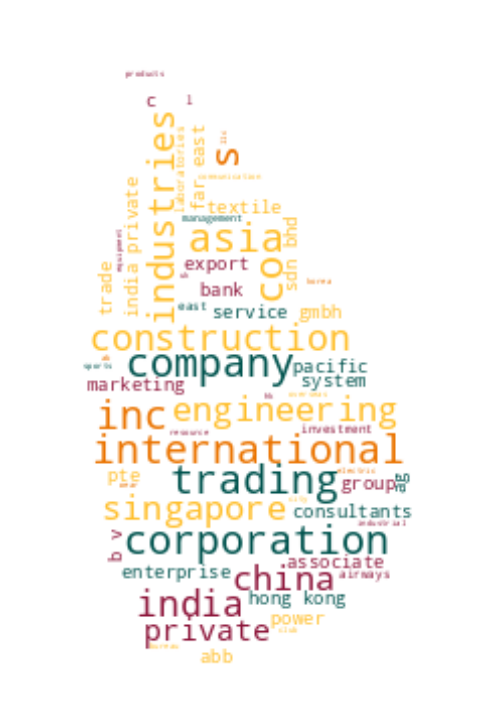 products
c l
industries
laboratories
far east
s
communication
india private
textile
management
asia
co
sdn bhd
equipment
export
trade
bank
korea
east
service
gmbh
construction
company
pacific
sports
system
marketing
inc
engineering
resource
investment
international
trading
electric
pte
group
singapore
city
consultants
industrial
b v
corporation
associate
enterprise
china
airways
india
hong kong
power
private
club
bureau
abb